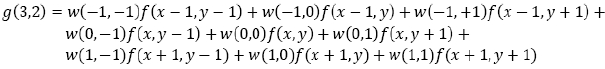 g(3,2) = w(−1,−1)f(x − 1,y − 1) + w(−1,0)f(x − 1,y) + w(−1,+1)f(x − 1,y + 1) +
w(0,−1)f(x,y − 1) + w(0,0)f(x,y) + w(0,1)f(x,y + 1) +
w(1,−1)f(x + 1,y − 1) + w(1,0)f(x + 1,y) + w(1,1)f(x + 1,y + 1)